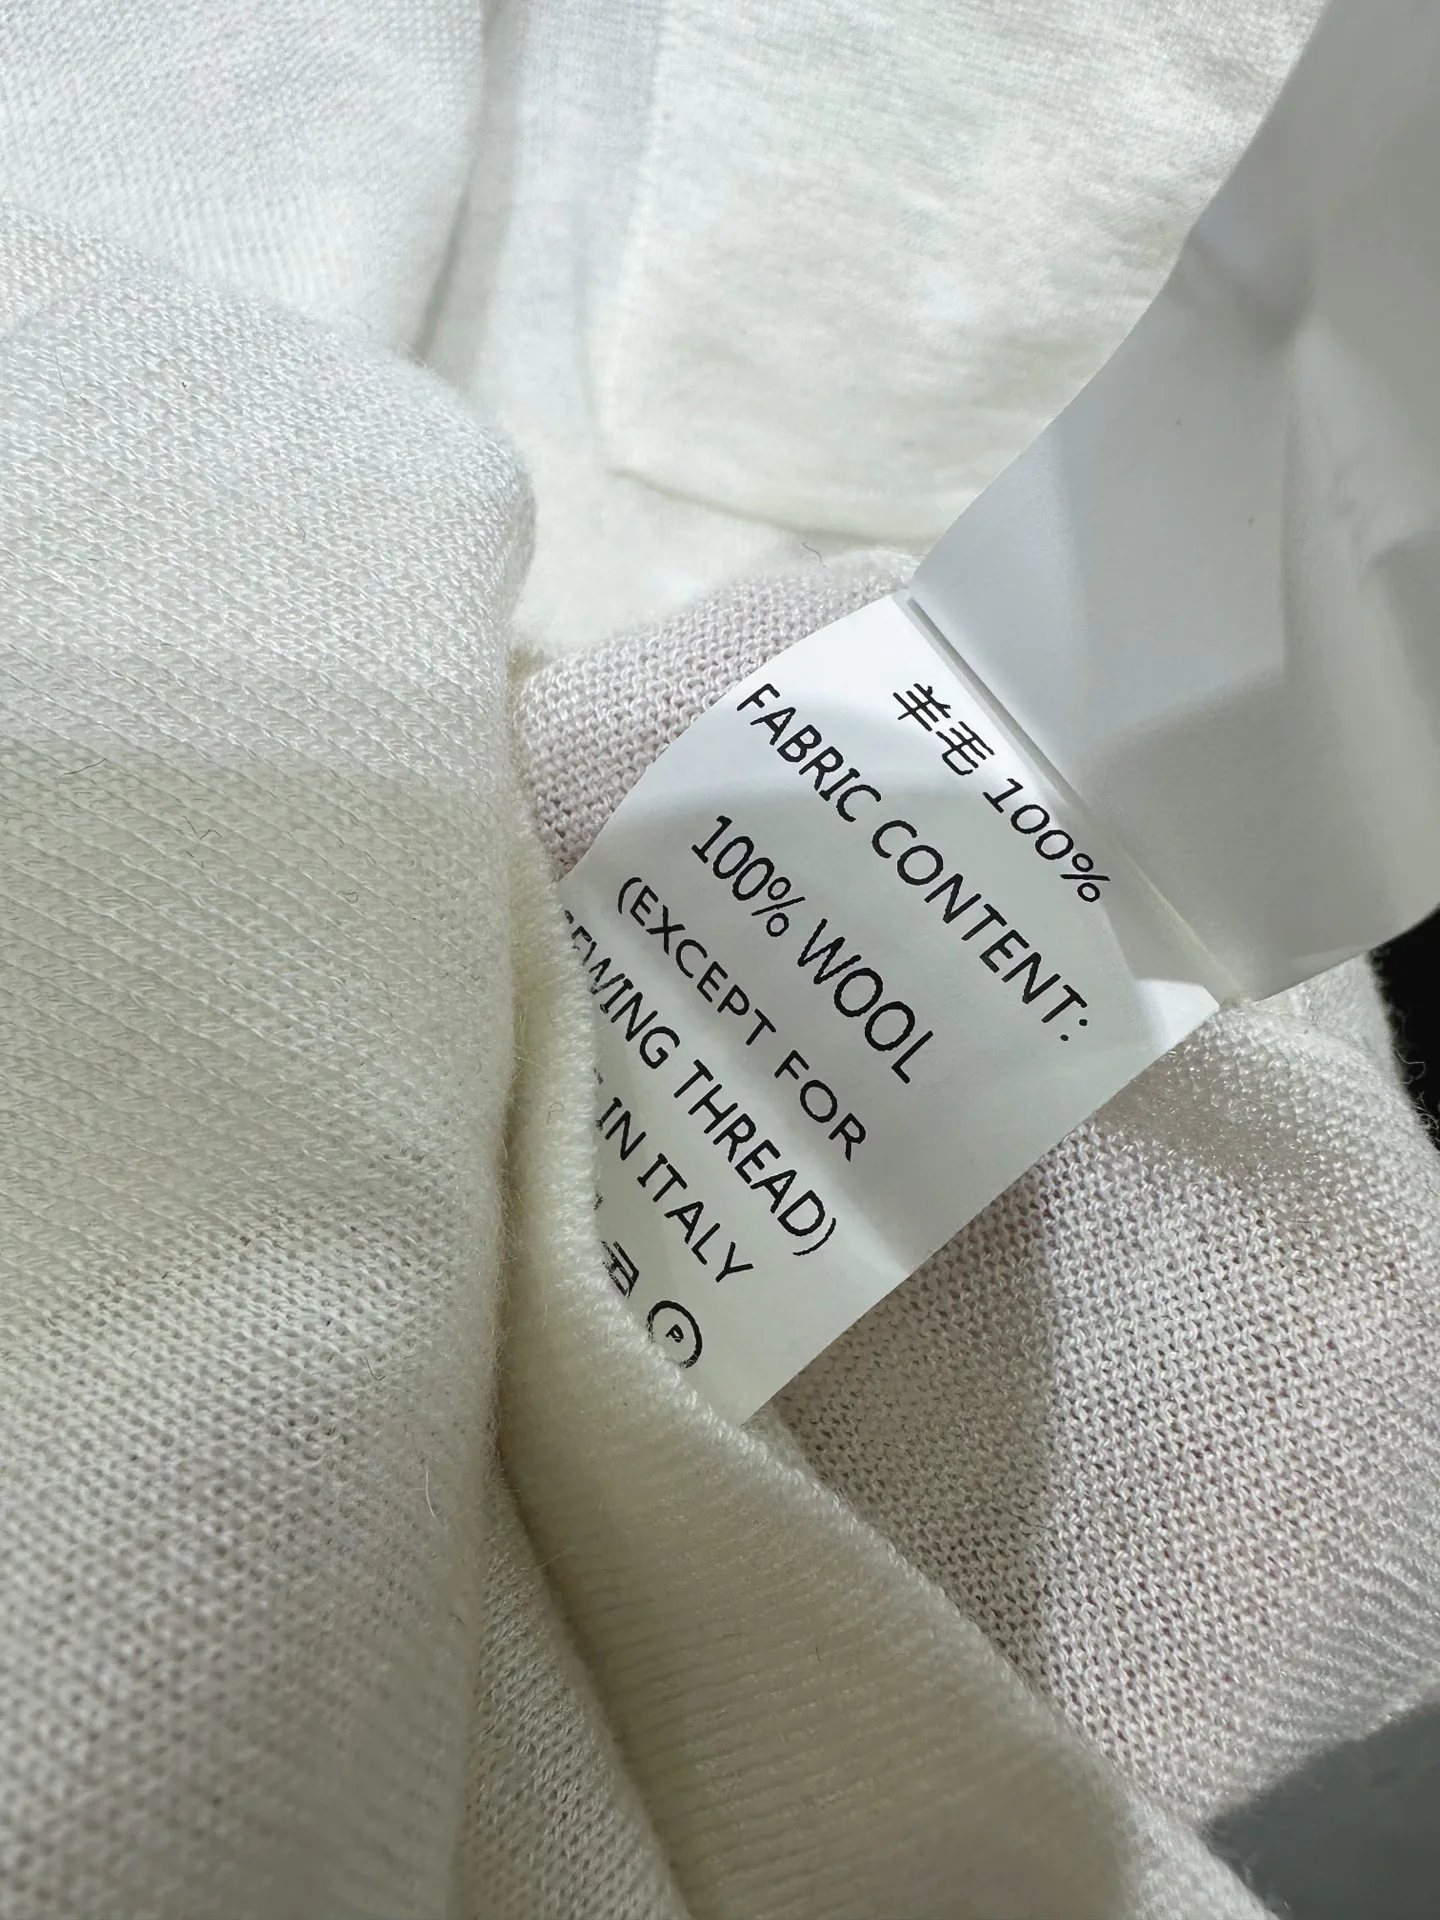 羊毛 100%
FABRIC CONTENT:
100% WOOL
(EXCEPT FOR
SEWING THREAD)
IN ITALY
P